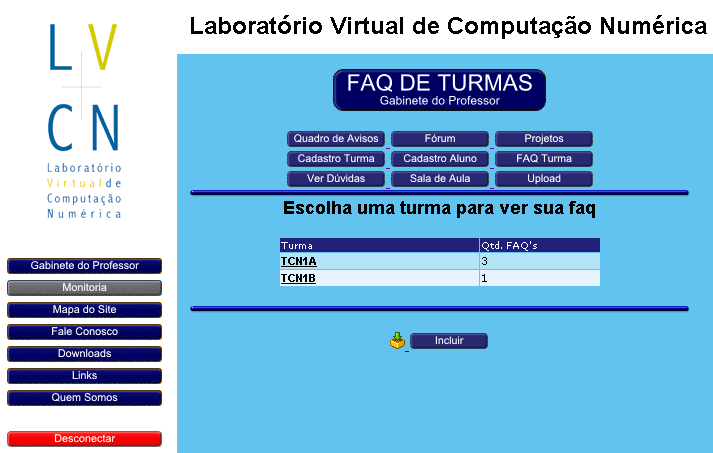 Laboratório Virtual de Computação Numérica
L V
C N
Laboratório
Virtual de
Computação
Numérica
FAQ DE TURMAS
Gabinete do Professor
Quadro de Avisos Fórum Projetos
Cadastro Turma Cadastro Aluno FAQ Turma
Ver Dúvidas Sala de Aula Upload
Escolha uma turma para ver sua faq
Turma Qtd. FAQ's
TCN1A 3
TCN1B 1
Incluir
Gabinete do Professor
Monitoria
Mapa do Site
Fale Conosco
Downloads
Links
Quem Somos
Desconectar